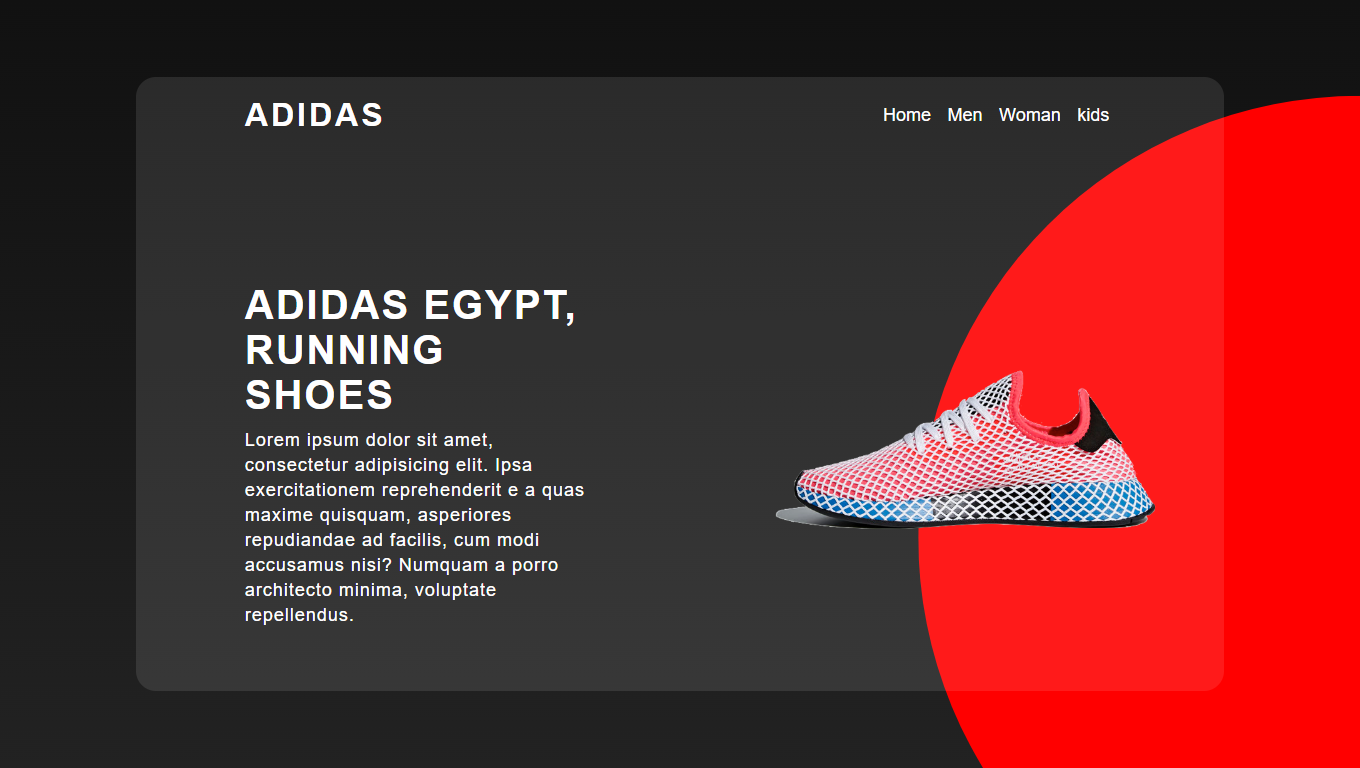 ADIDAS
Home Men Woman kids
ADIDAS EGYPT,
RUNNING
SHOES
Lorem ipsum dolor sit amet,
consectetur adipisicing elit. Ipsa
exercitationem reprehenderit e a quas
maxime quisquam, asperiores
repudiandae ad facilis, cum modi
accusamus nisi? Numquam a porro
architecto minima, voluptate
repellendus.